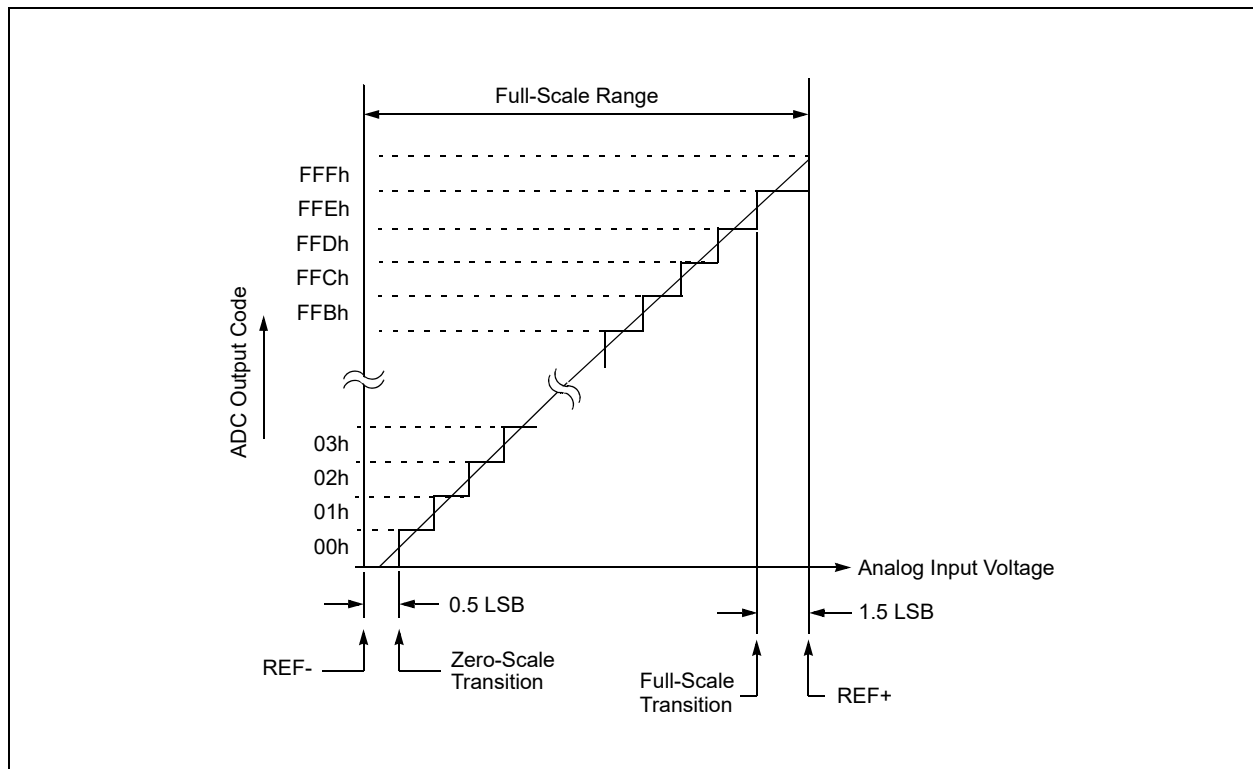 Full-Scale Range
FFFh
FFEh
FFDh
FFCh
FFBh
ADC Output Code
03h
02h
01h
00h
Analog Input Voltage
0.5 LSB
1.5 LSB
REF-
Zero-Scale
Transition
Full-Scale
Transition
REF+